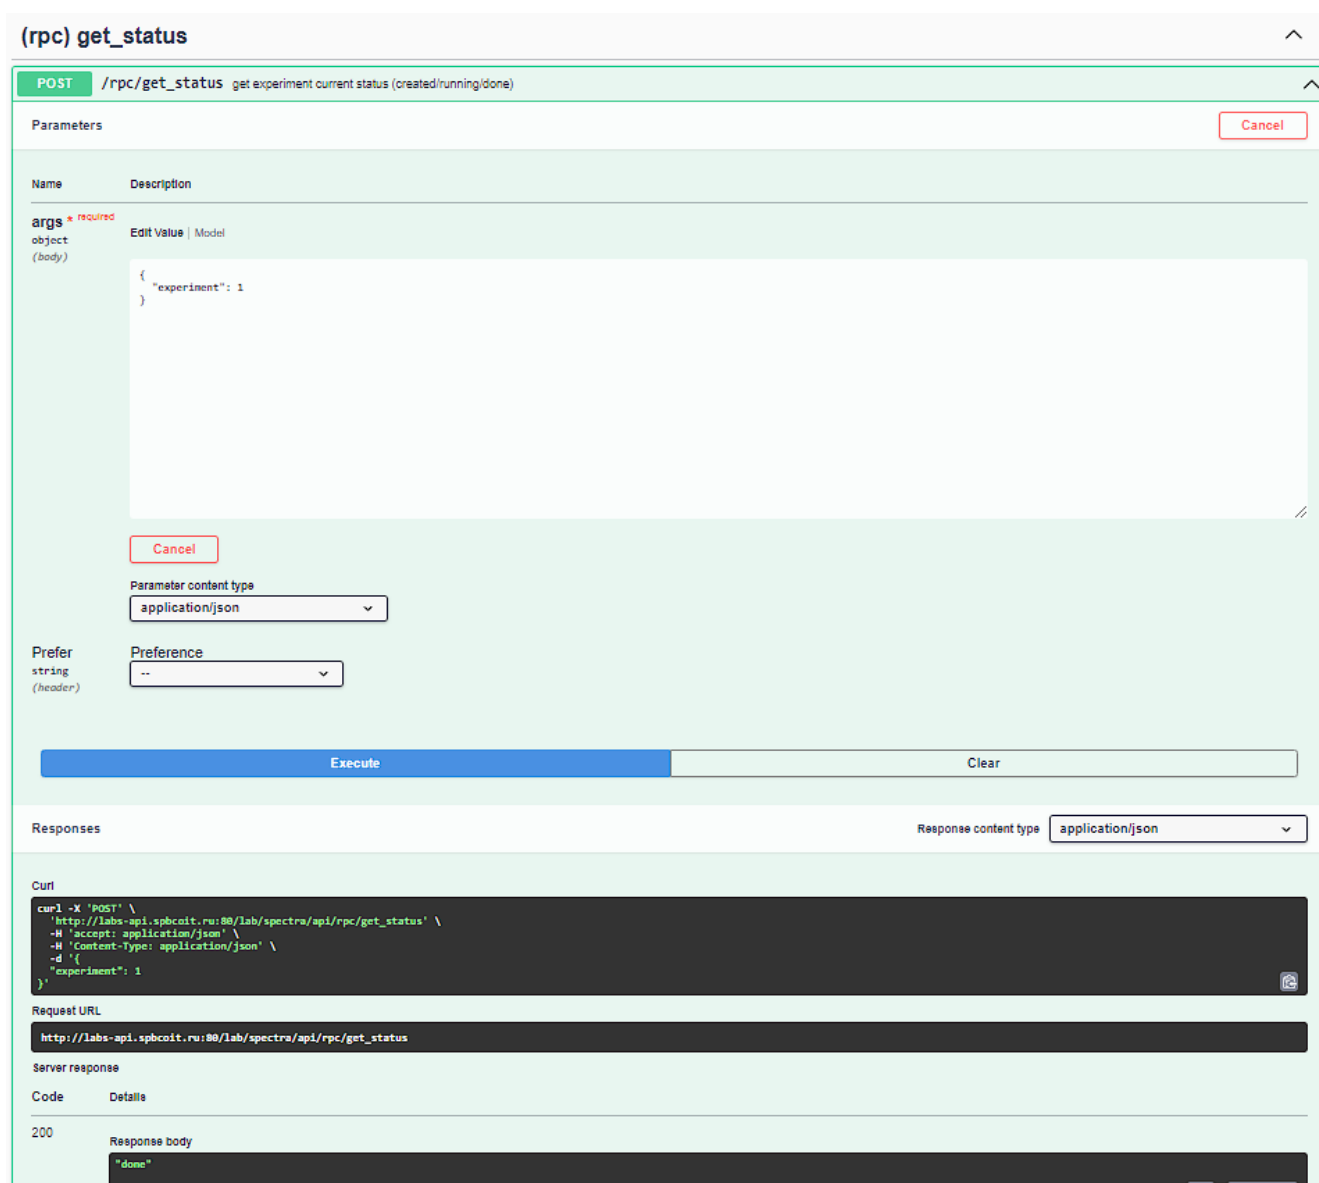 (rpc) get_status
POST /rpc/get_status get experiment current status (created/running/done)
Parameters
Cancel
Name Description
args * required
object
(body)
Edit Value | Model
{
"experiment": 1
}
Cancel
Parameter content type
application/json
Prefer
string
(header)
Preference
--
Execute Clear
Responses Response content type application/json
Curl
curl -X 'POST' \
'http://labs-api.spbcoit.ru:80/lab/spectra/api/rpc/get_status' \
-H 'accept: application/json' \
-H 'Content-Type: application/json' \
-d '{
"experiment": 1
}'
Request URL
http://labs-api.spbcoit.ru:80/lab/spectra/api/rpc/get_status
Server response
Code Details
200
Response body
"done"